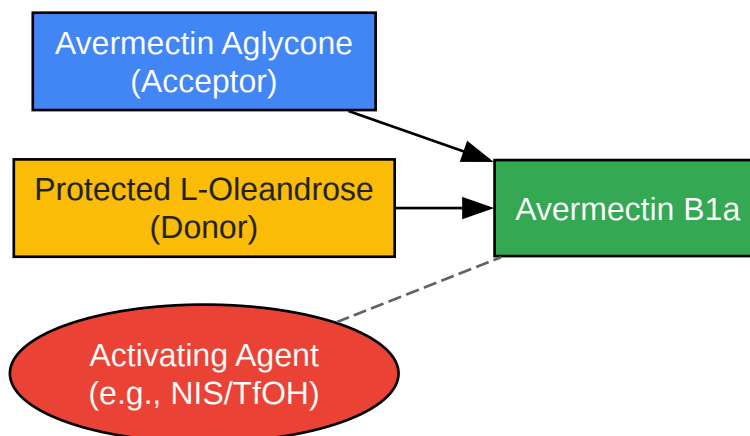 Avermectin Aglycone
(Acceptor)
Protected L-Oleandrose
(Donor)
Avermectin B1a
Activating Agent
(e.g., NIS/TfOH)